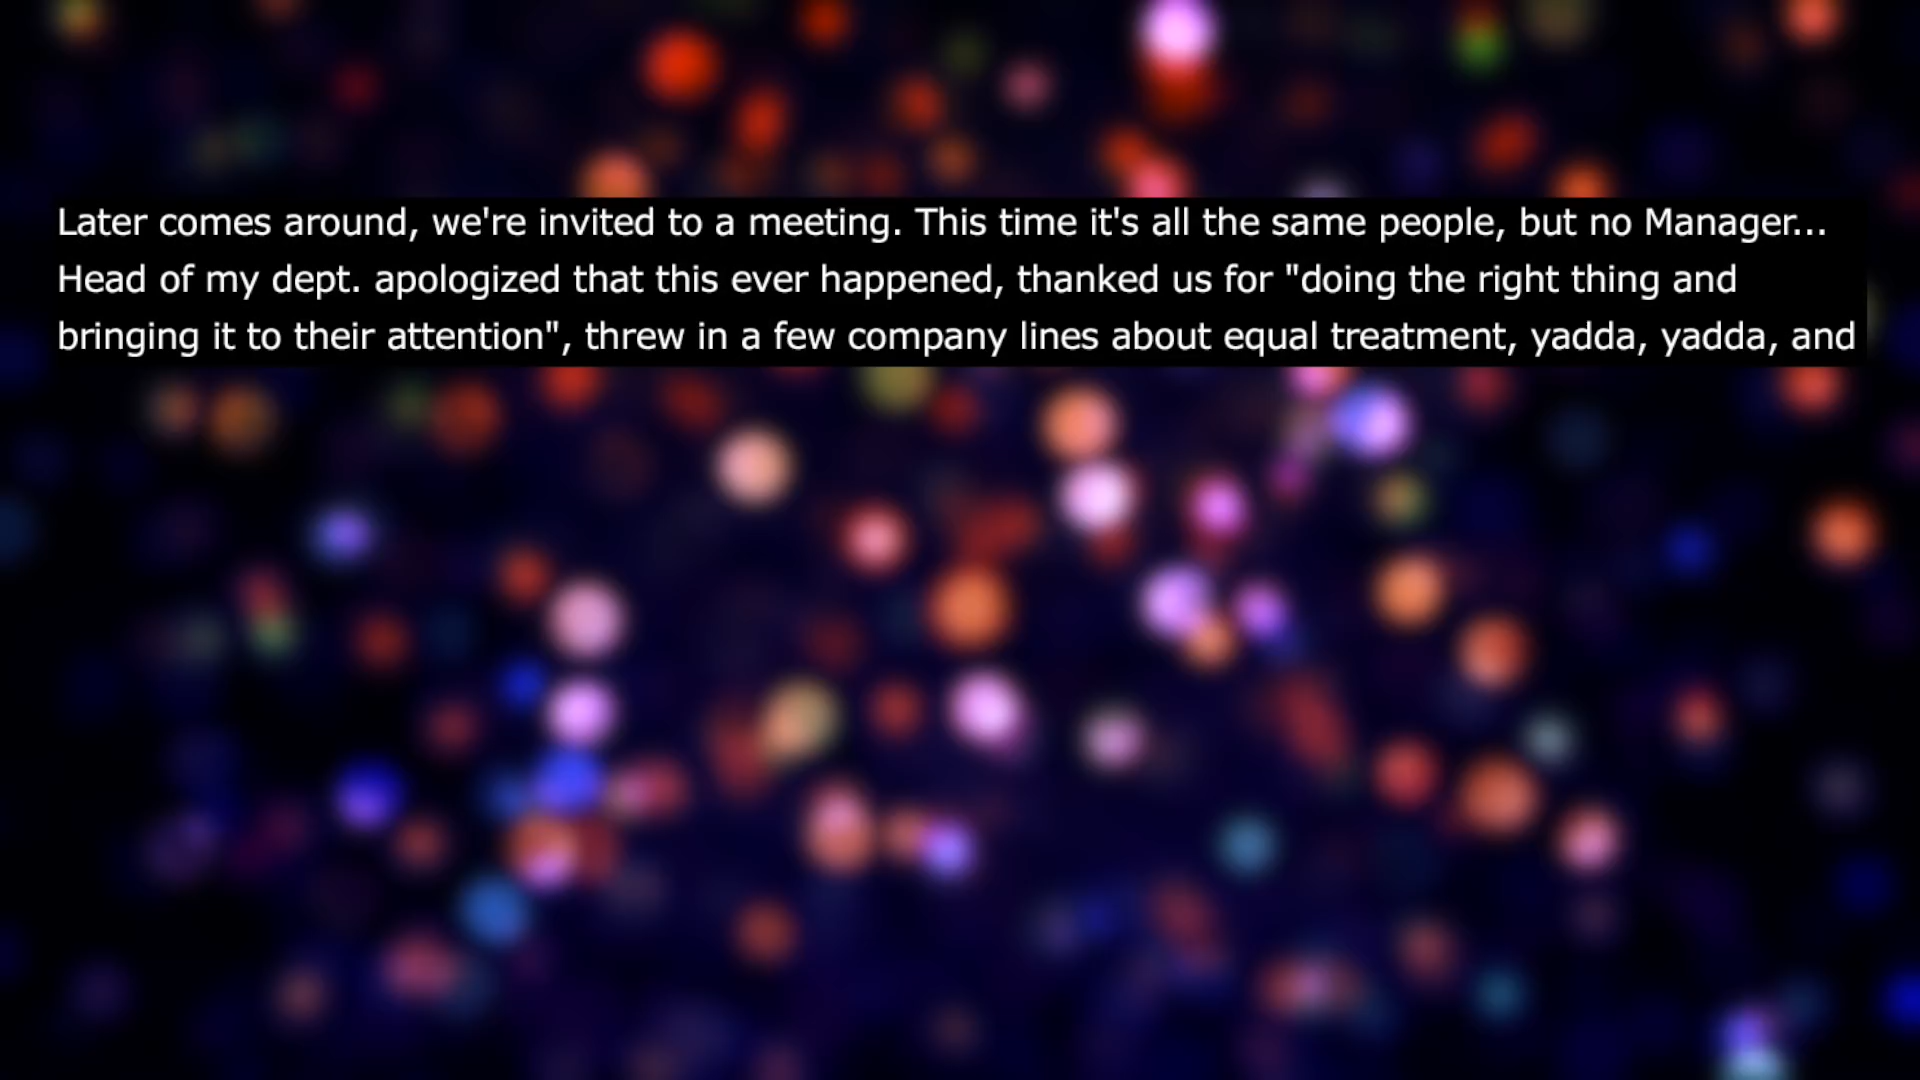 Later comes around, we're invited to a meeting. This time it's all the same people, but no Manager...
Head of my dept. apologized that this ever happened, thanked us for "doing the right thing and
bringing it to their attention", threw in a few company lines about equal treatment, yadda, yadda, and